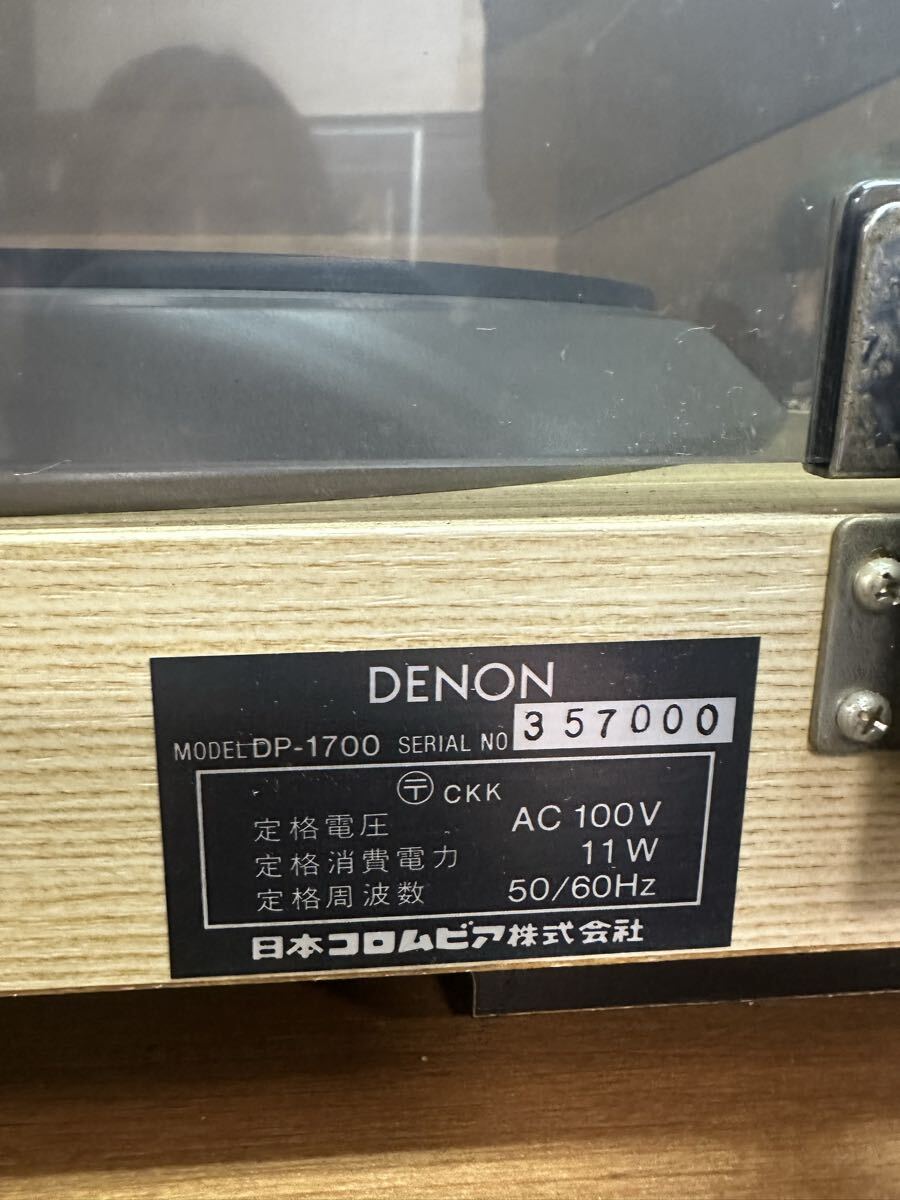 DENON
MODEL DP-1700 SERIAL NO 357000
〒 CKK
定格電圧 AC 100V
定格消費電力 11W
定格周波数 50/60Hz
日本コロムビア株式会社